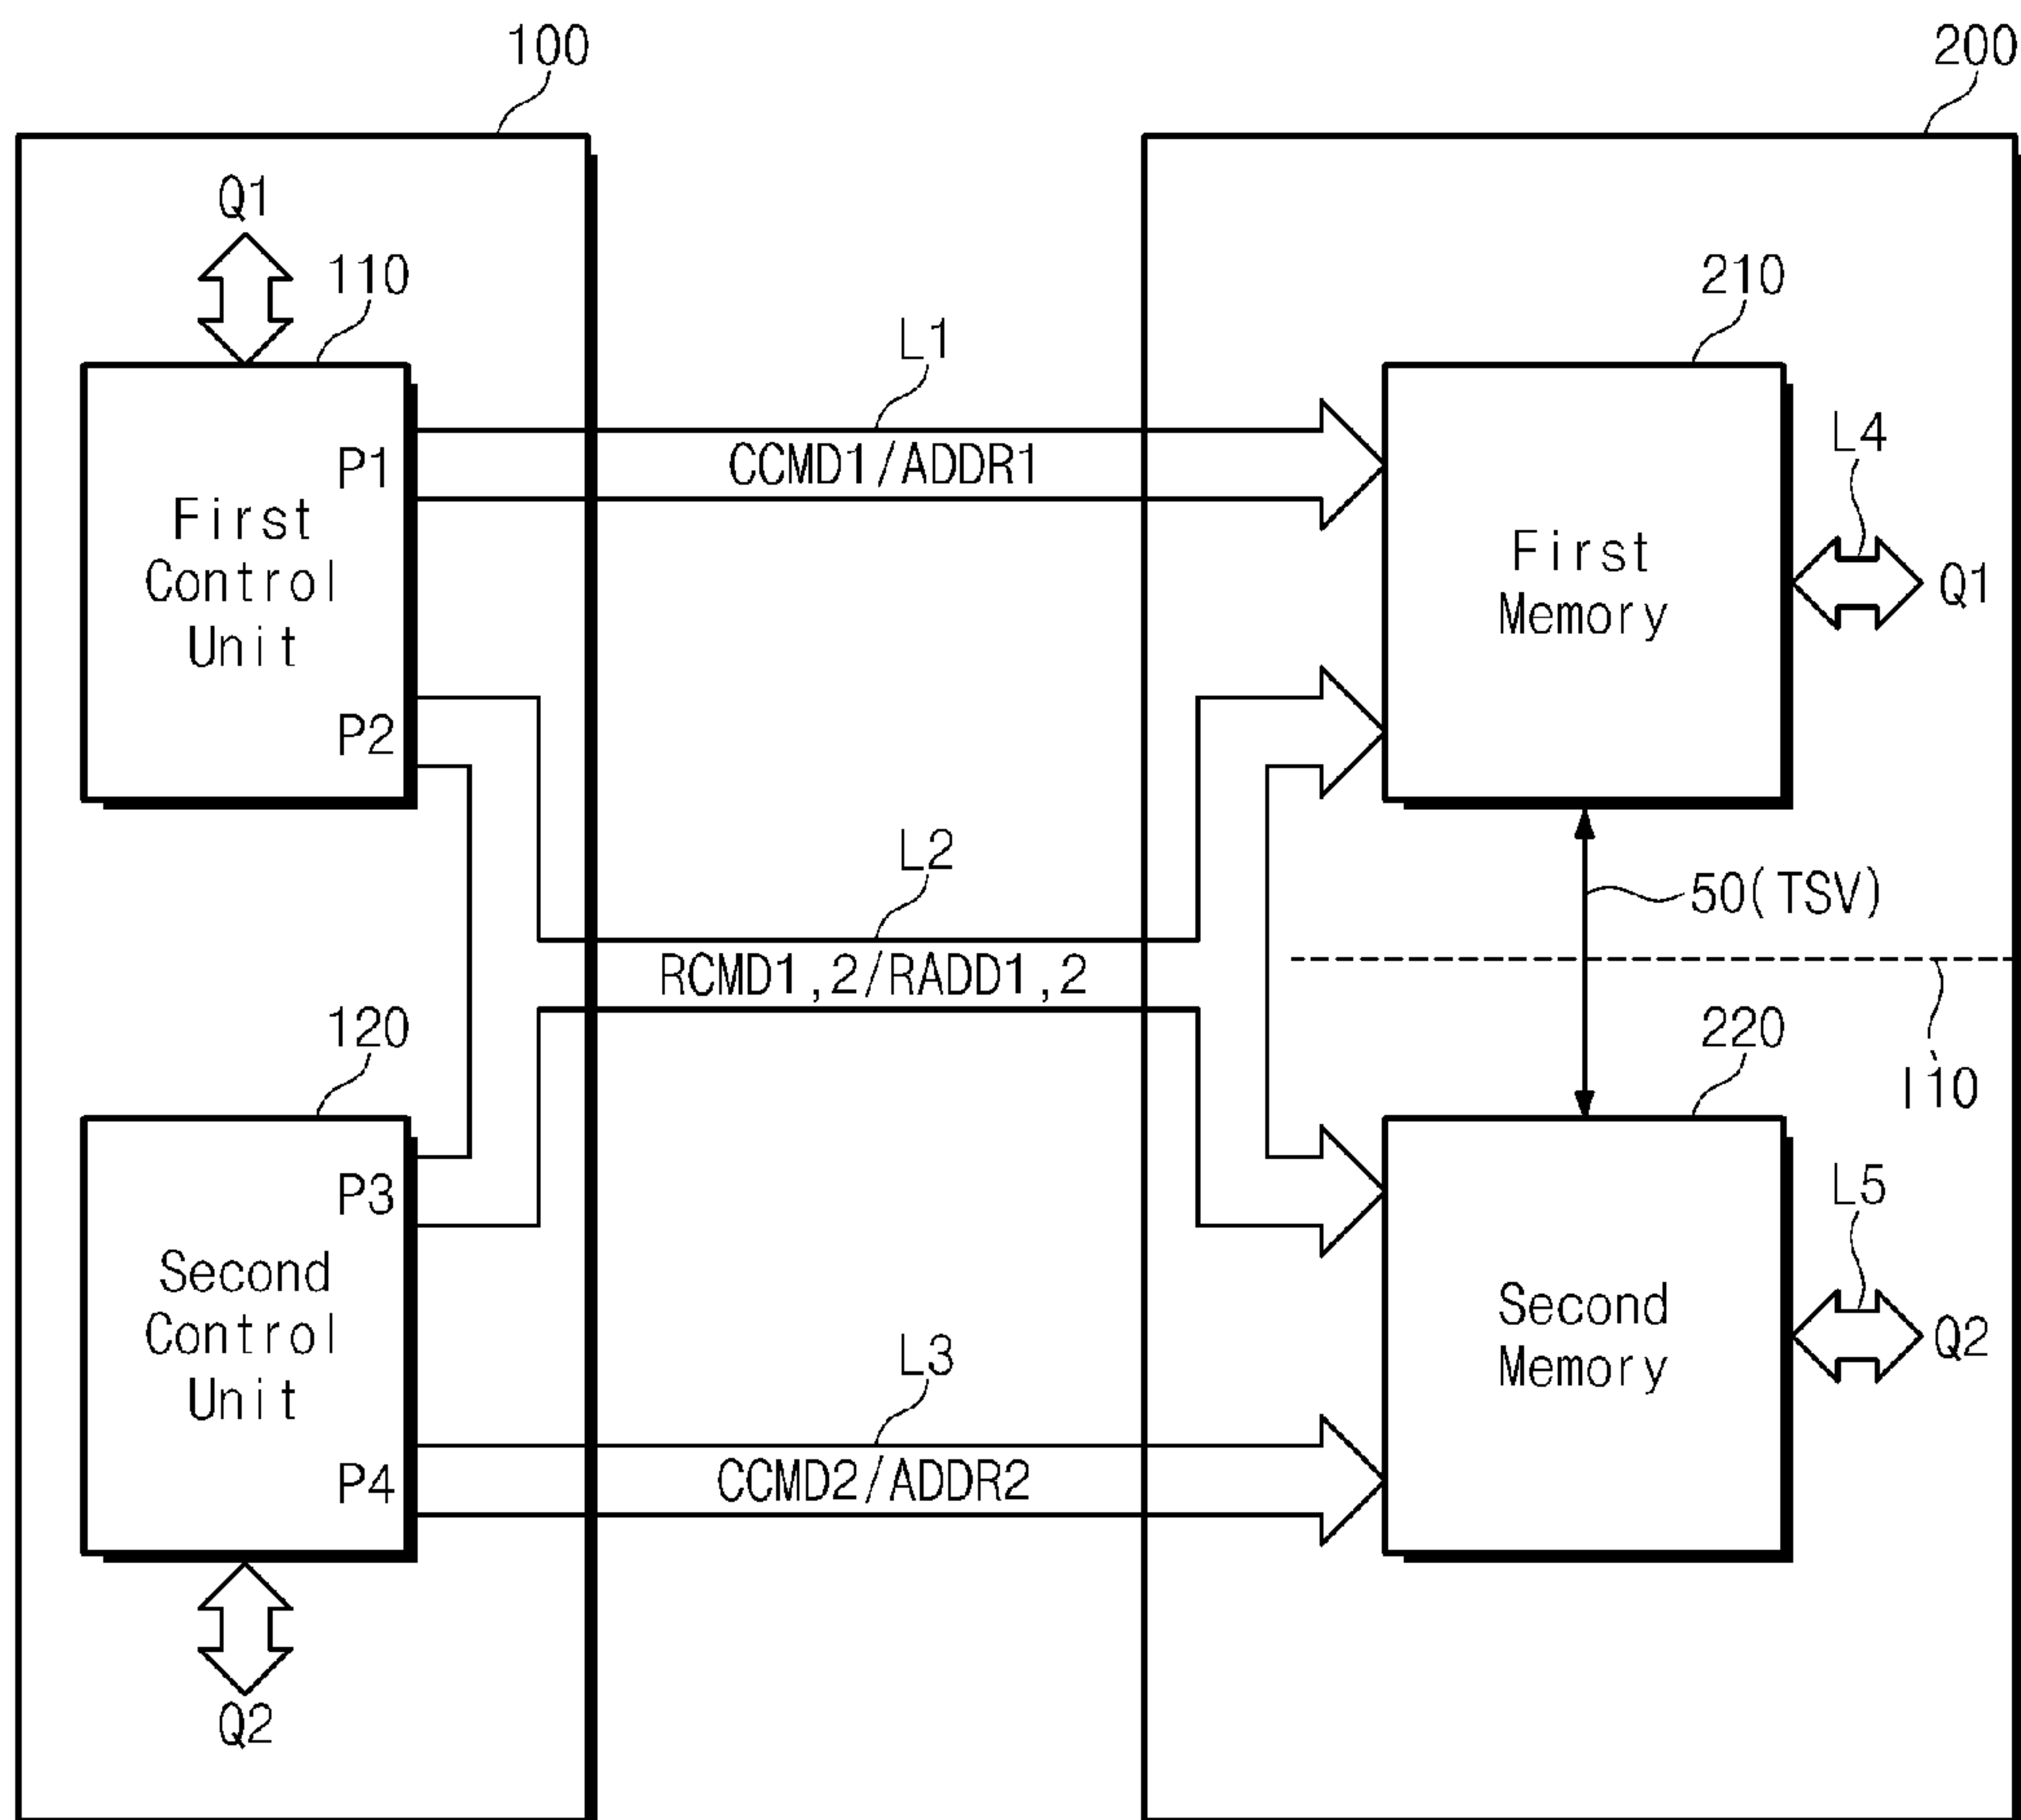 100
200
Q1
110
210
L1
L4
P1
CCMD1/ADDR1
First
Control
Unit
First
Memory
Q1
P2
L2
50(TSV)
RCMD1,2/RADD1,2
120
220
I10
P3
L5
Second
Control
Unit
Second
Memory
Q2
L3
P4
CCMD2/ADDR2
Q2